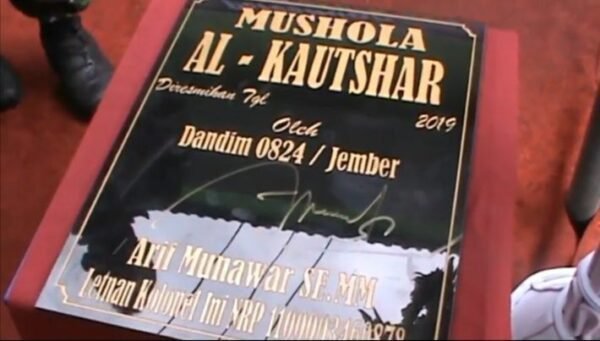 MUSHOLA
AL - KAUTSHAR
Diresmikan Tgl 2019
Oleh
Dandim 0824 / Jember
Arif Munawar SE.MM
Letnan Kolonel Inf NRP